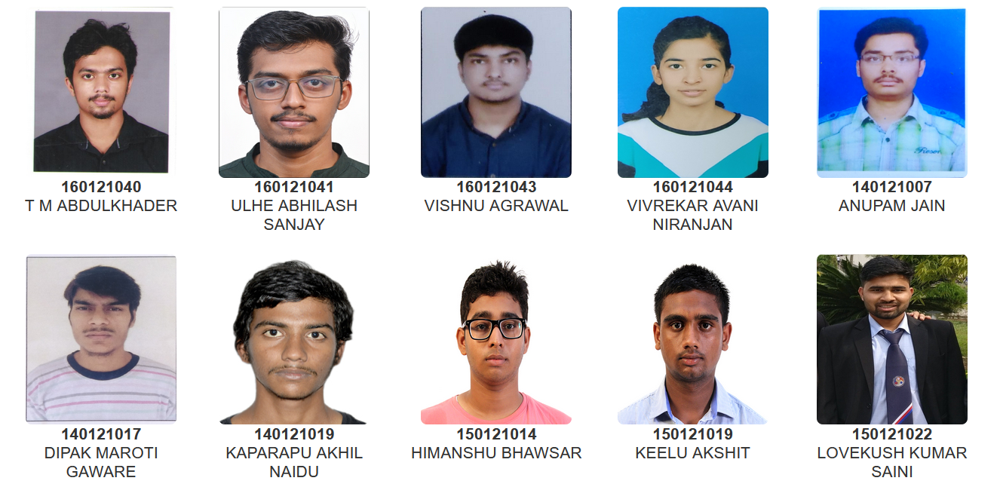 160121040
T M ABDULKHADER
160121041
ULHE ABHILASH
SANJAY
160121043
VISHNU AGRAWAL
160121044
VIVREKAR AVANI
NIRANJAN
140121007
ANUPAM JAIN
140121017
DIPAK MAROTI
GAWARE
140121019
KAPARAPU AKHIL
NAIDU
150121014
HIMANSHU BHAWSAR
150121019
KEELU AKSHIT
150121022
LOVEKUSH KUMAR
SAINI